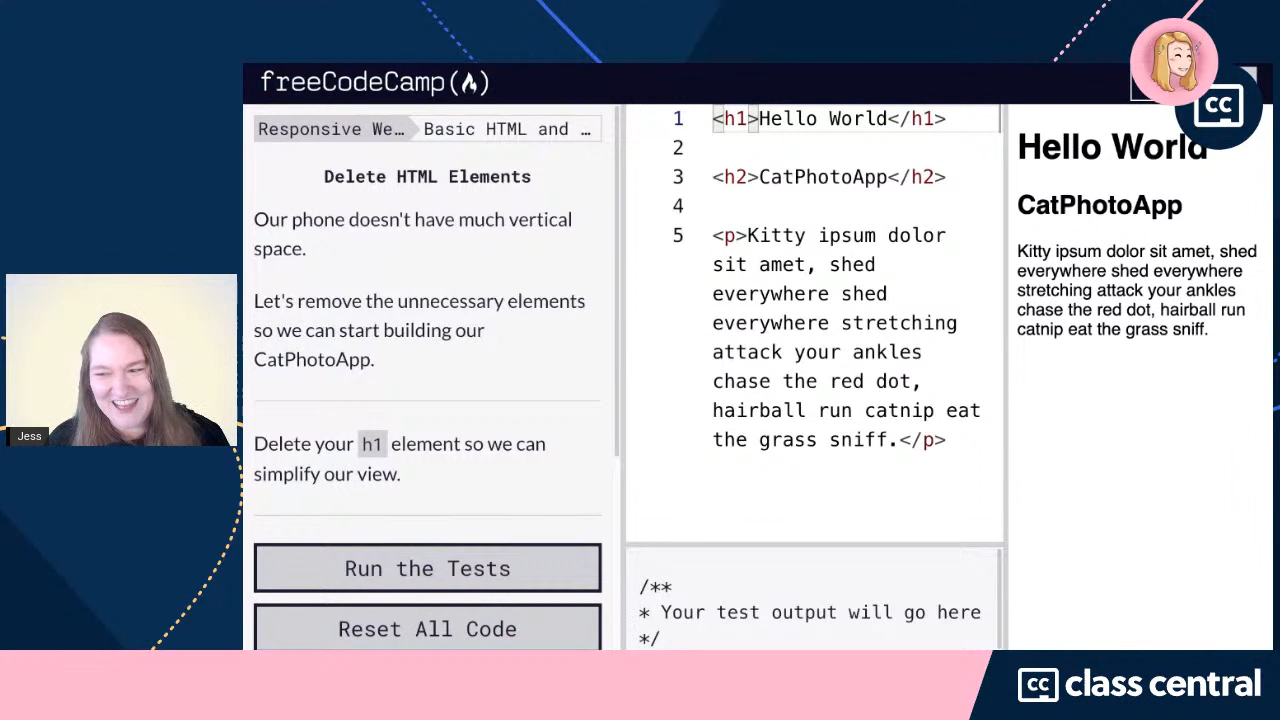 freeCodeCamp
Responsive We… Basic HTML and …
Delete HTML Elements
Our phone doesn't have much vertical
space.
Let's remove the unnecessary elements
so we can start building our
CatPhotoApp.
Delete your h1 element so we can
simplify our view.
Run the Tests
Reset All Code
1 <h1>Hello World</h1>
2
3 <h2>CatPhotoApp</h2>
4
5 <p>Kitty ipsum dolor
sit amet, shed
everywhere shed
everywhere stretching
attack your ankles
chase the red dot,
hairball run catnip eat
the grass sniff.</p>
/**
* Your test output will go here
*/
cc
Hello World
CatPhotoApp
Kitty ipsum dolor sit amet, shed
everywhere shed everywhere
stretching attack your ankles
chase the red dot, hairball run
catnip eat the grass sniff.
Jess
cc class central